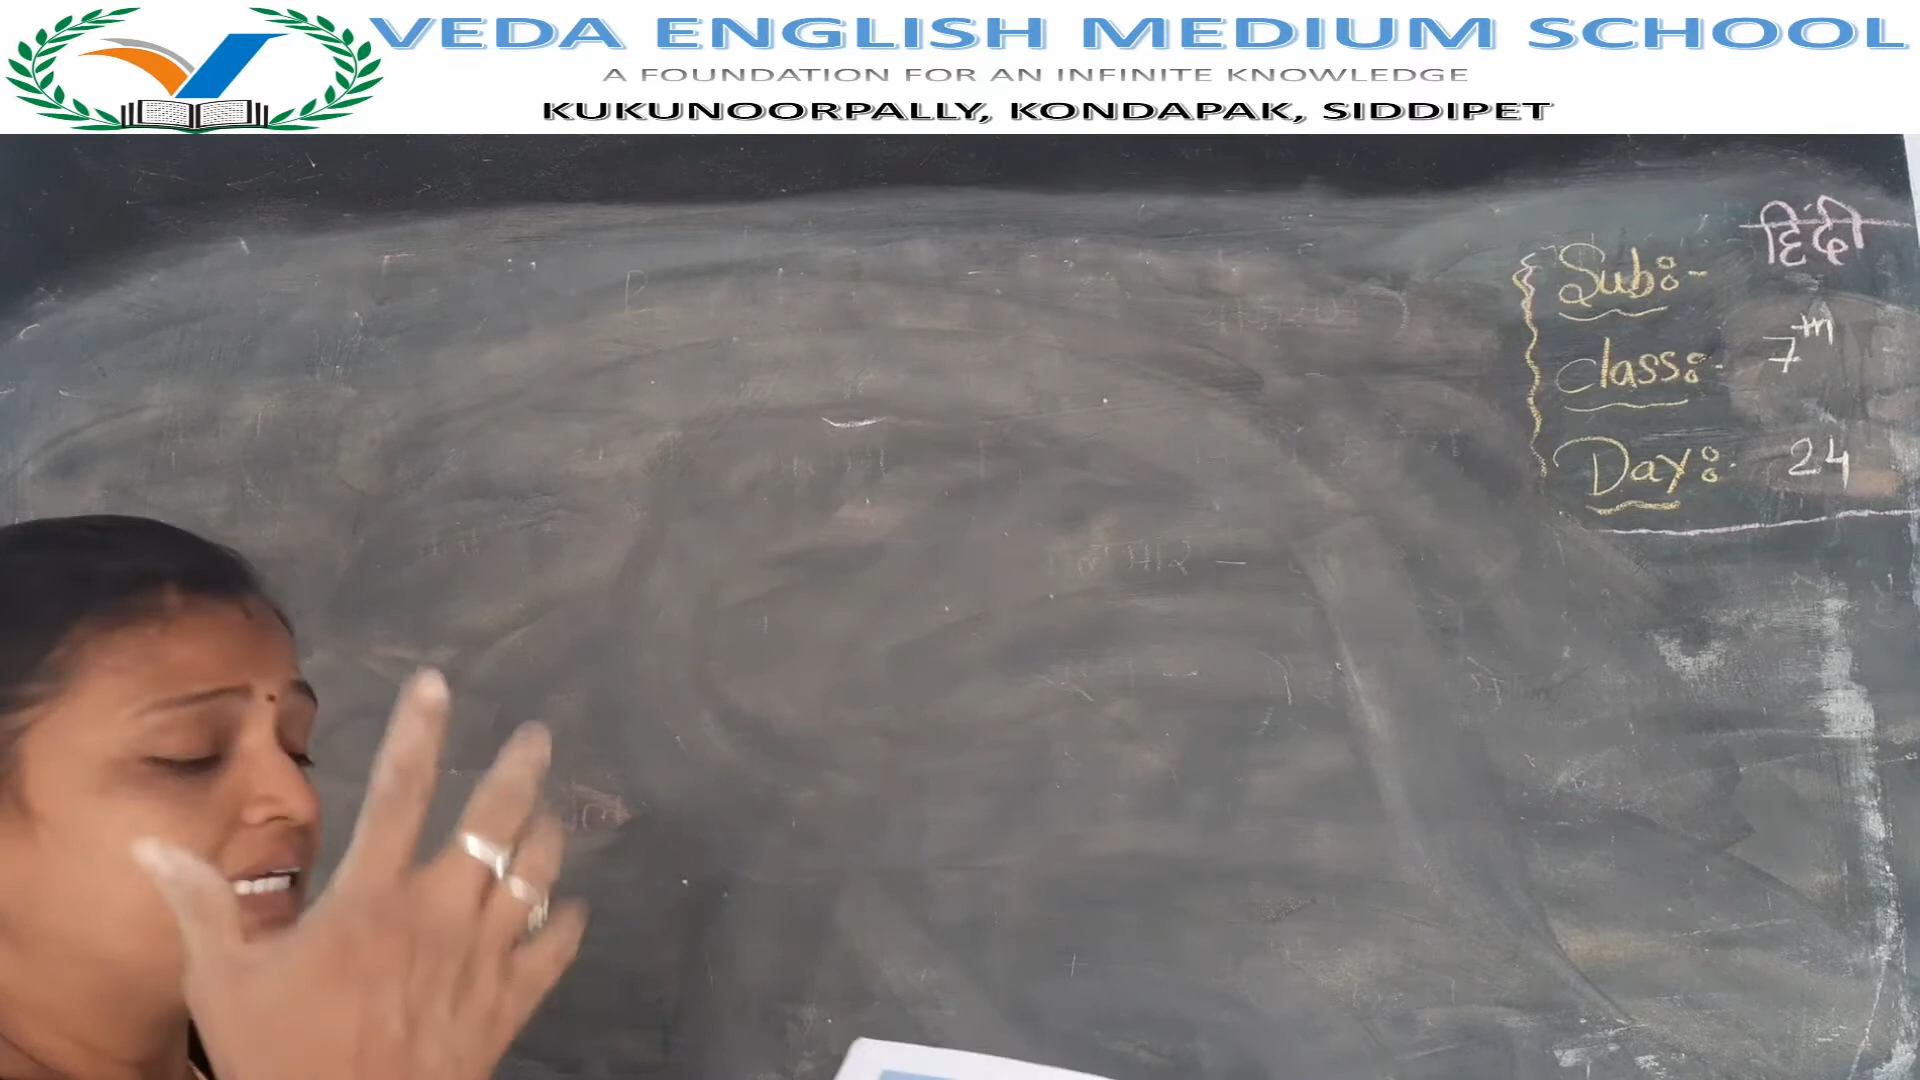 VEDA ENGLISH MEDIUM SCHOOL
A FOUNDATION FOR AN INFINITE KNOWLEDGE
KUKUNOORPALLY, KONDAPAK, SIDDIPET
Sub:- हिंदी
Class:- 7th
Day:- 24